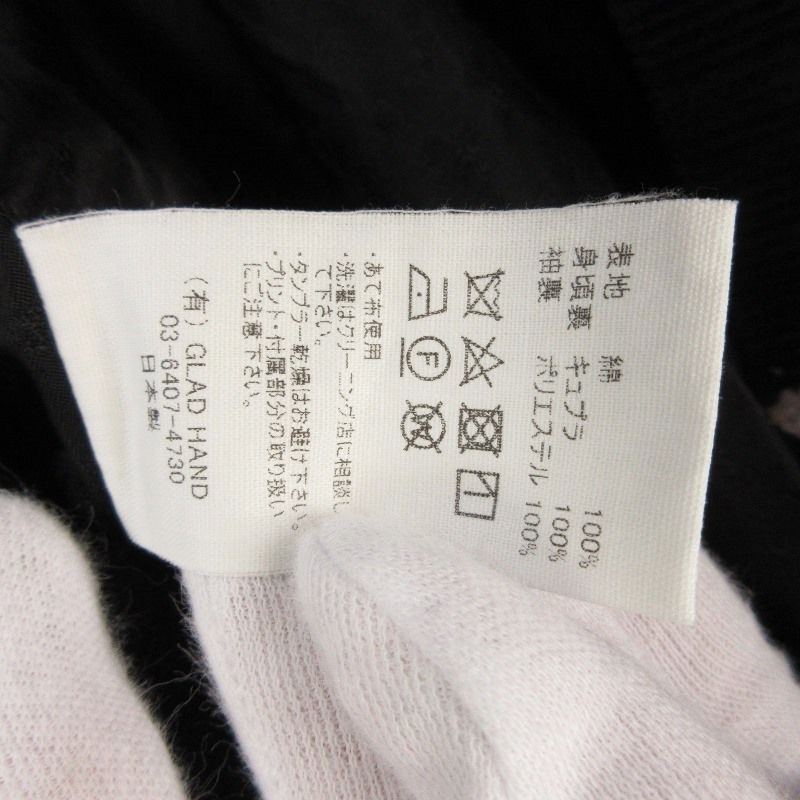 表地 綿 100%
身頃裏 キュプラ 100%
袖裏 ポリエステル 100%
F
W
・あて布使用
・洗濯はクリーニング店に相談し
て下さい。
・タンブラー乾燥はお避け下さい。
・プリント・付属部分の取り扱い
にご注意下さい。
(有) GLAD HAND
03-6407-4730
日本製